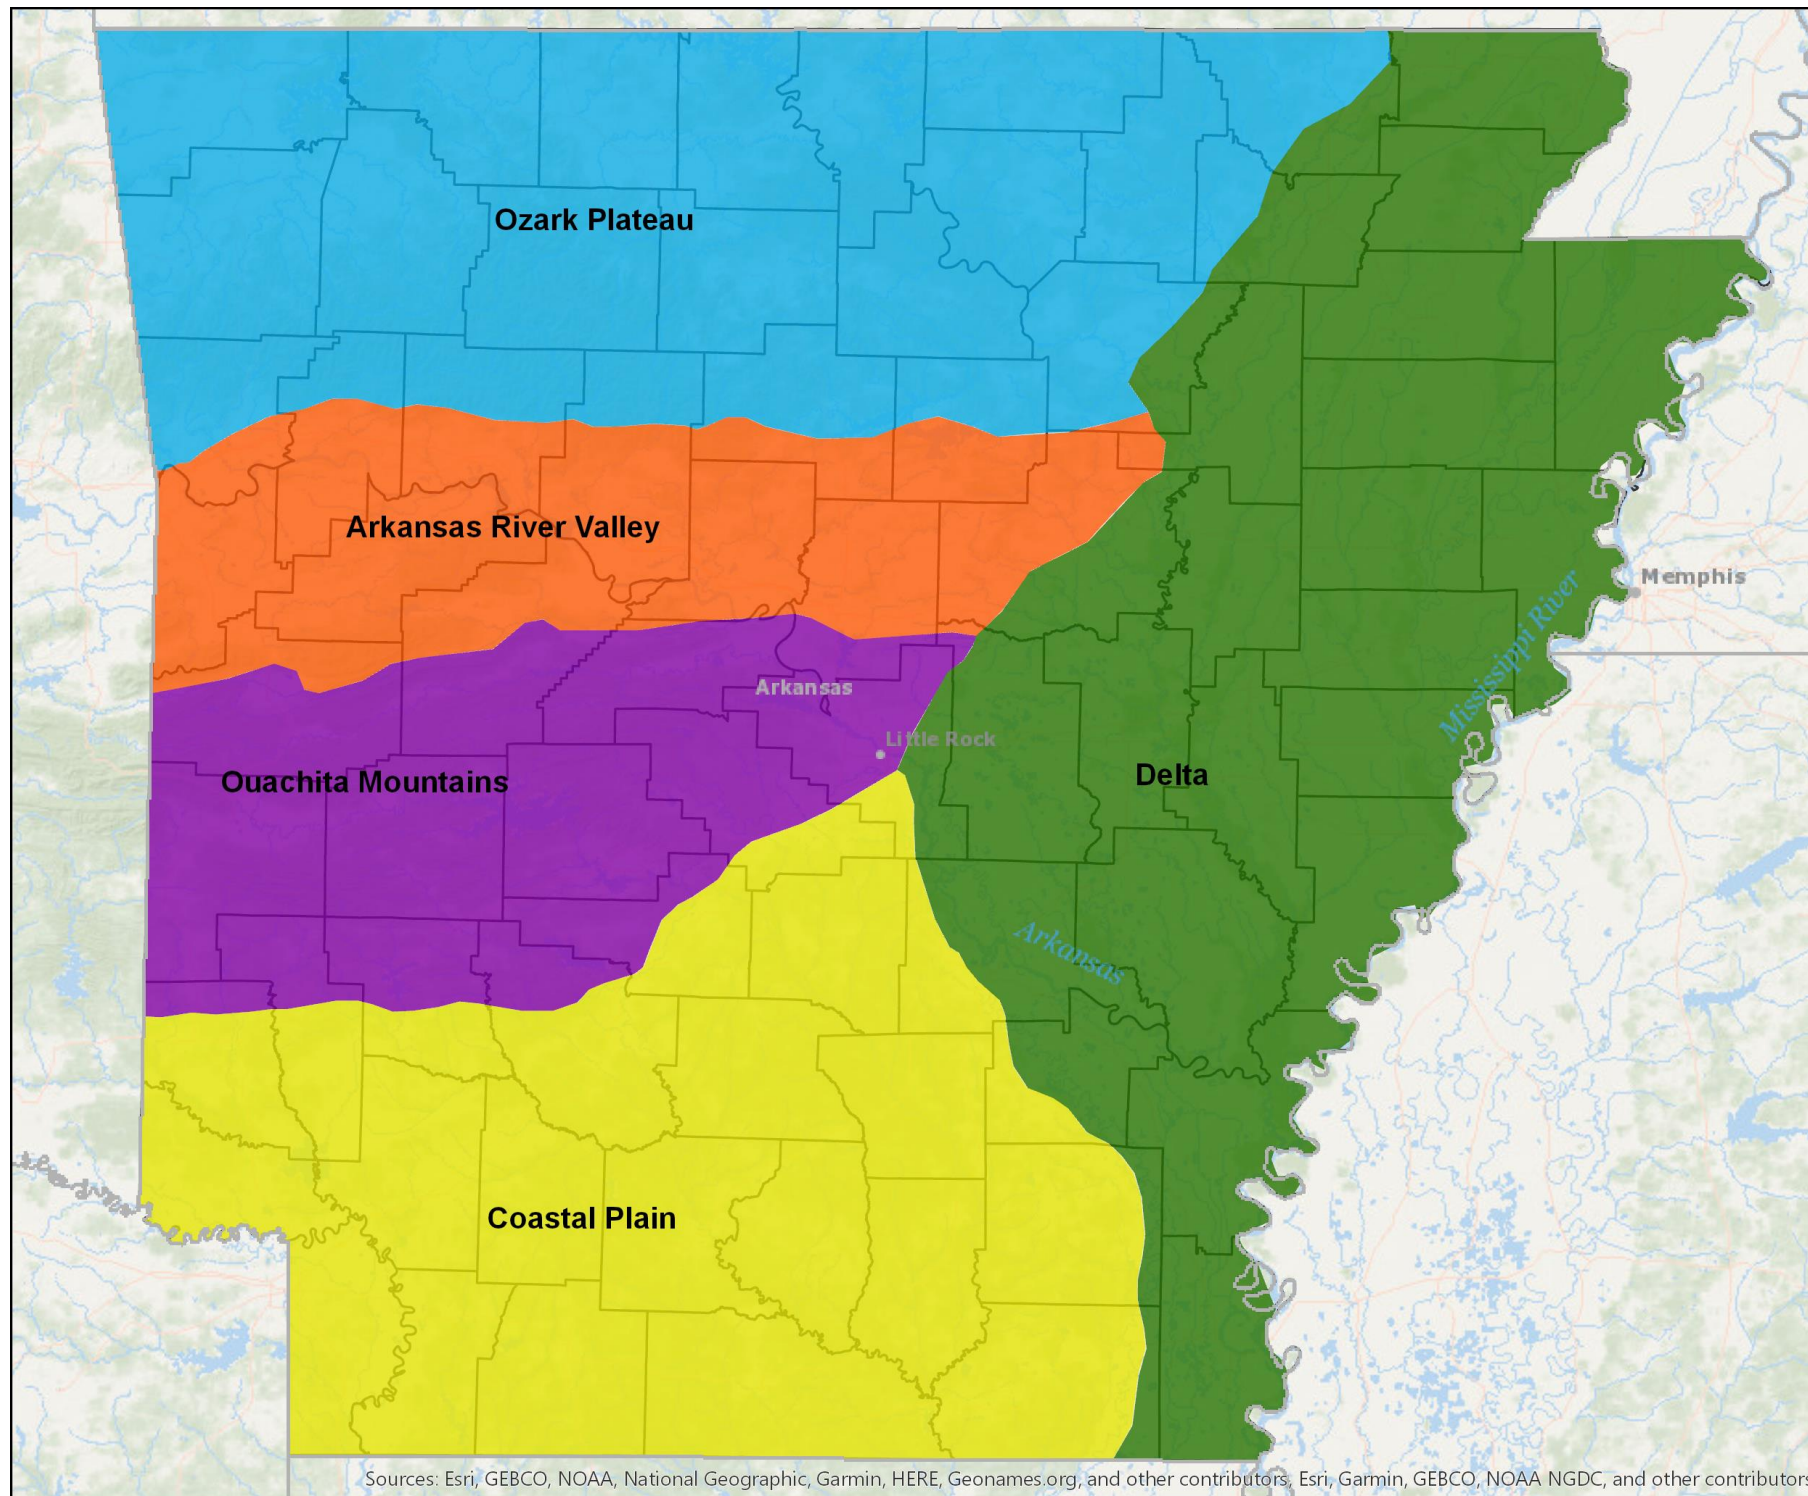 Ozark Plateau
Arkansas River Valley
Memphis
Mississippi River
Arkansas
Little Rock
Ouachita Mountains
Delta
Arkansas
Coastal Plain
Sources: Esri, GEBCO, NOAA, National Geographic, Garmin, HERE, Geonames.org, and other contributors, Esri, Garmin, GEBCO, NOAA NGDC, and other contributors